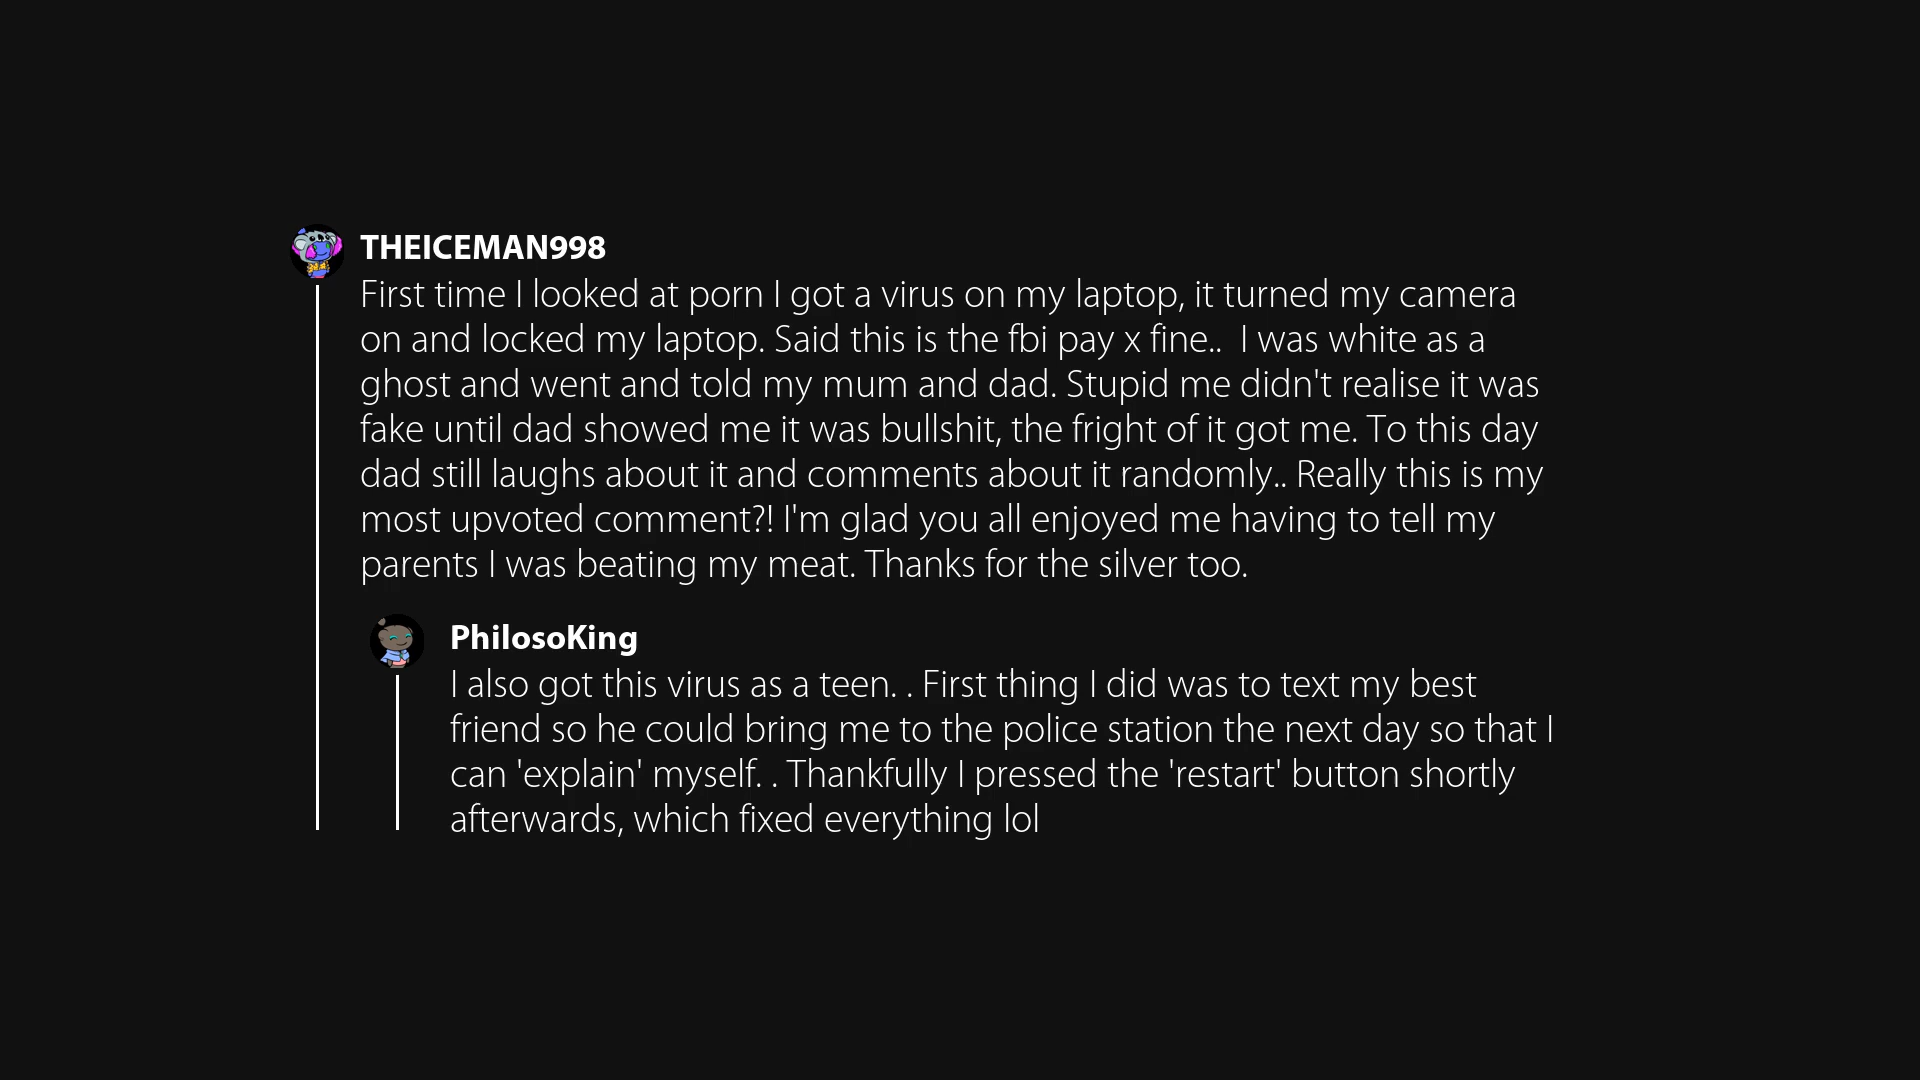 THEICEMAN998
First time I looked at porn I got a virus on my laptop, it turned my camera
on and locked my laptop. Said this is the fbi pay x fine..  I was white as a
ghost and went and told my mum and dad. Stupid me didn't realise it was
fake until dad showed me it was bullshit, the fright of it got me. To this day
dad still laughs about it and comments about it randomly.. Really this is my
most upvoted comment?! I'm glad you all enjoyed me having to tell my
parents I was beating my meat. Thanks for the silver too.
PhilosoKing
I also got this virus as a teen. . First thing I did was to text my best
friend so he could bring me to the police station the next day so that I
can 'explain' myself. . Thankfully I pressed the 'restart' button shortly
afterwards, which fixed everything lol